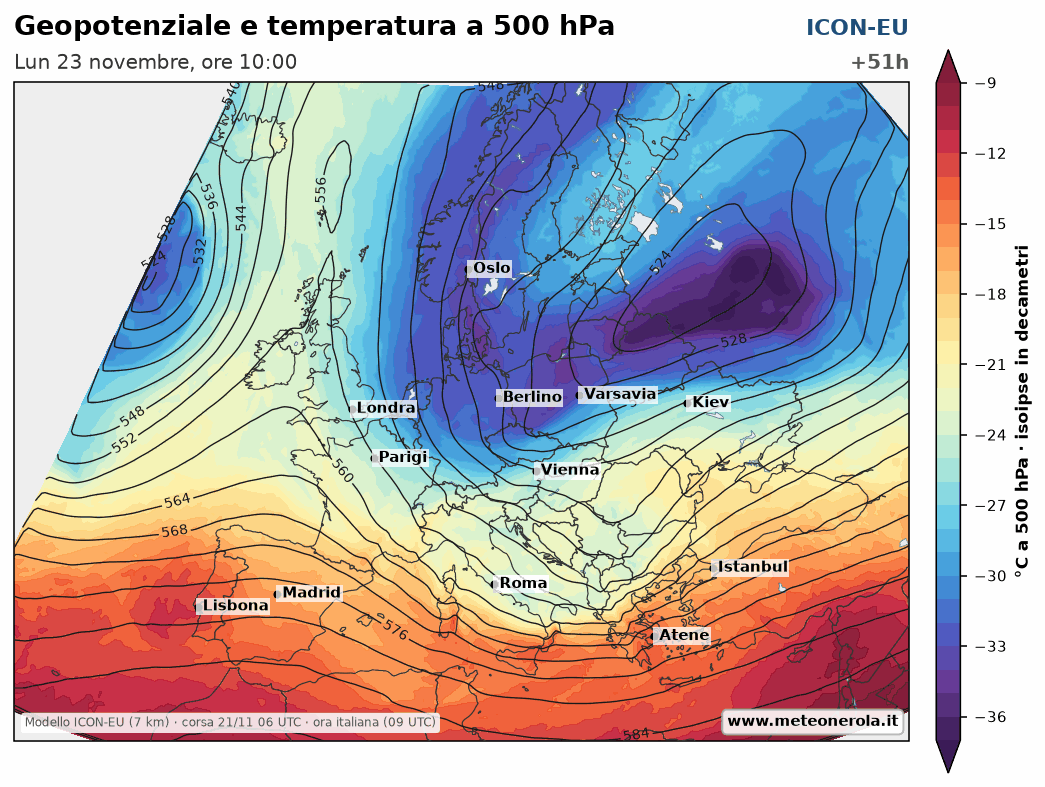 Geopotenziale e temperatura a 500 hPa
ICON-EU
Lun 23 novembre, ore 10:00
+51h
540
548
556
536
544
528
532
524
524
528
548
552
560
564
568
576
584
Oslo
Londra
Berlino
Varsavia
Kiev
Parigi
Vienna
Roma
Istanbul
Madrid
Lisbona
Atene
−9
−12
−15
−18
−21
−24
−27
−30
−33
−36
°C a 500 hPa · isoipse in decametri
Modello ICON-EU (7 km) · corsa 21/11 06 UTC · ora italiana (09 UTC)
www.meteonerola.it